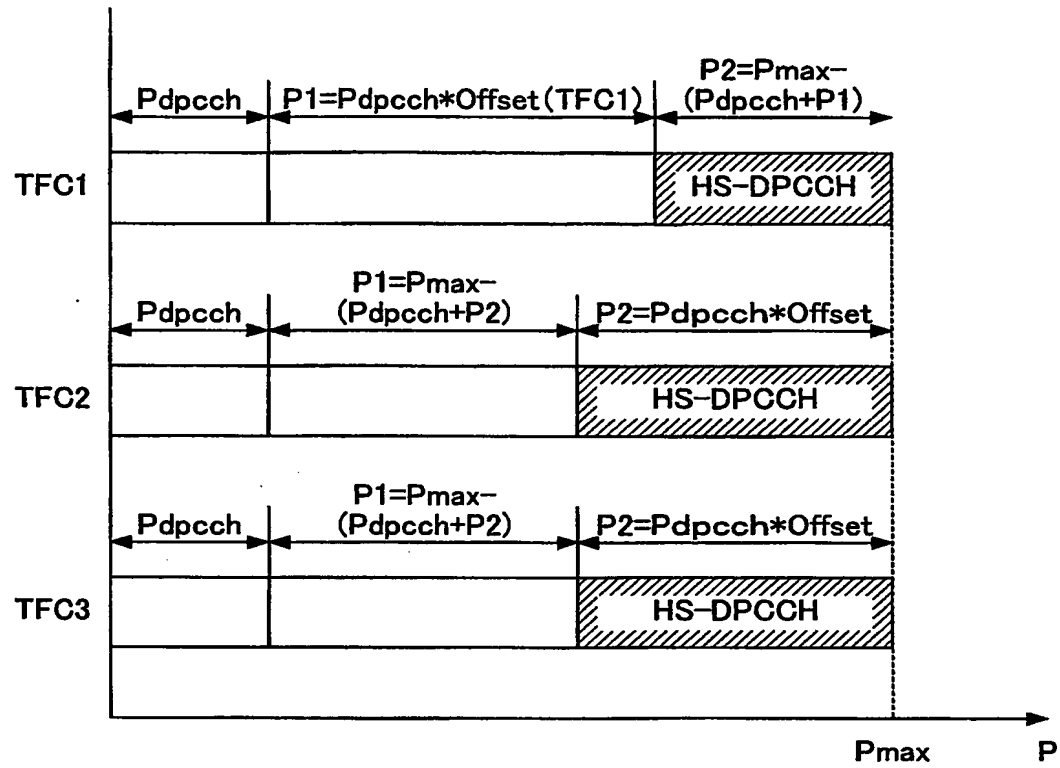 P2=Pmax-
Pdpcch P1=Pdpcch*Offset(TFC1) (Pdpcch+P1)
TFC1 HS-DPCCH
P1=Pmax-
Pdpcch (Pdpcch+P2) P2=Pdpcch*Offset
TFC2 HS-DPCCH
P1=Pmax-
Pdpcch (Pdpcch+P2) P2=Pdpcch*Offset
TFC3 HS-DPCCH
Pmax P